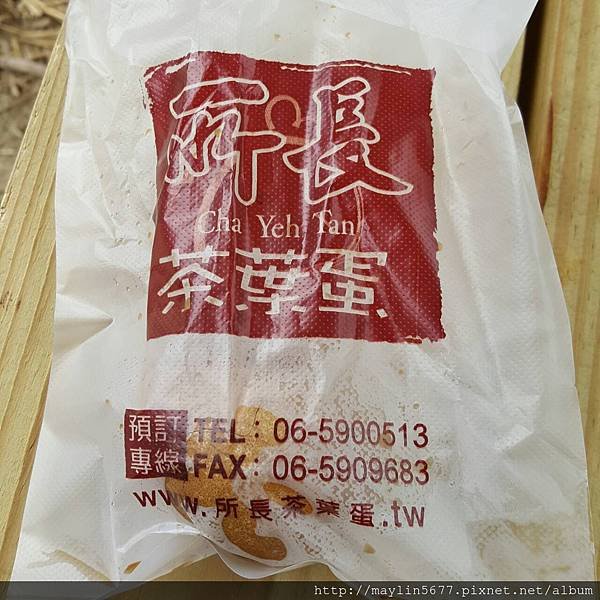 所長
Cha Yeh Tan
茶葉蛋
預訂 TEL: 06-5900513
專線 FAX: 06-5909683
www.所長茶葉蛋.tw
http://maylin5677.pixnet.net/album